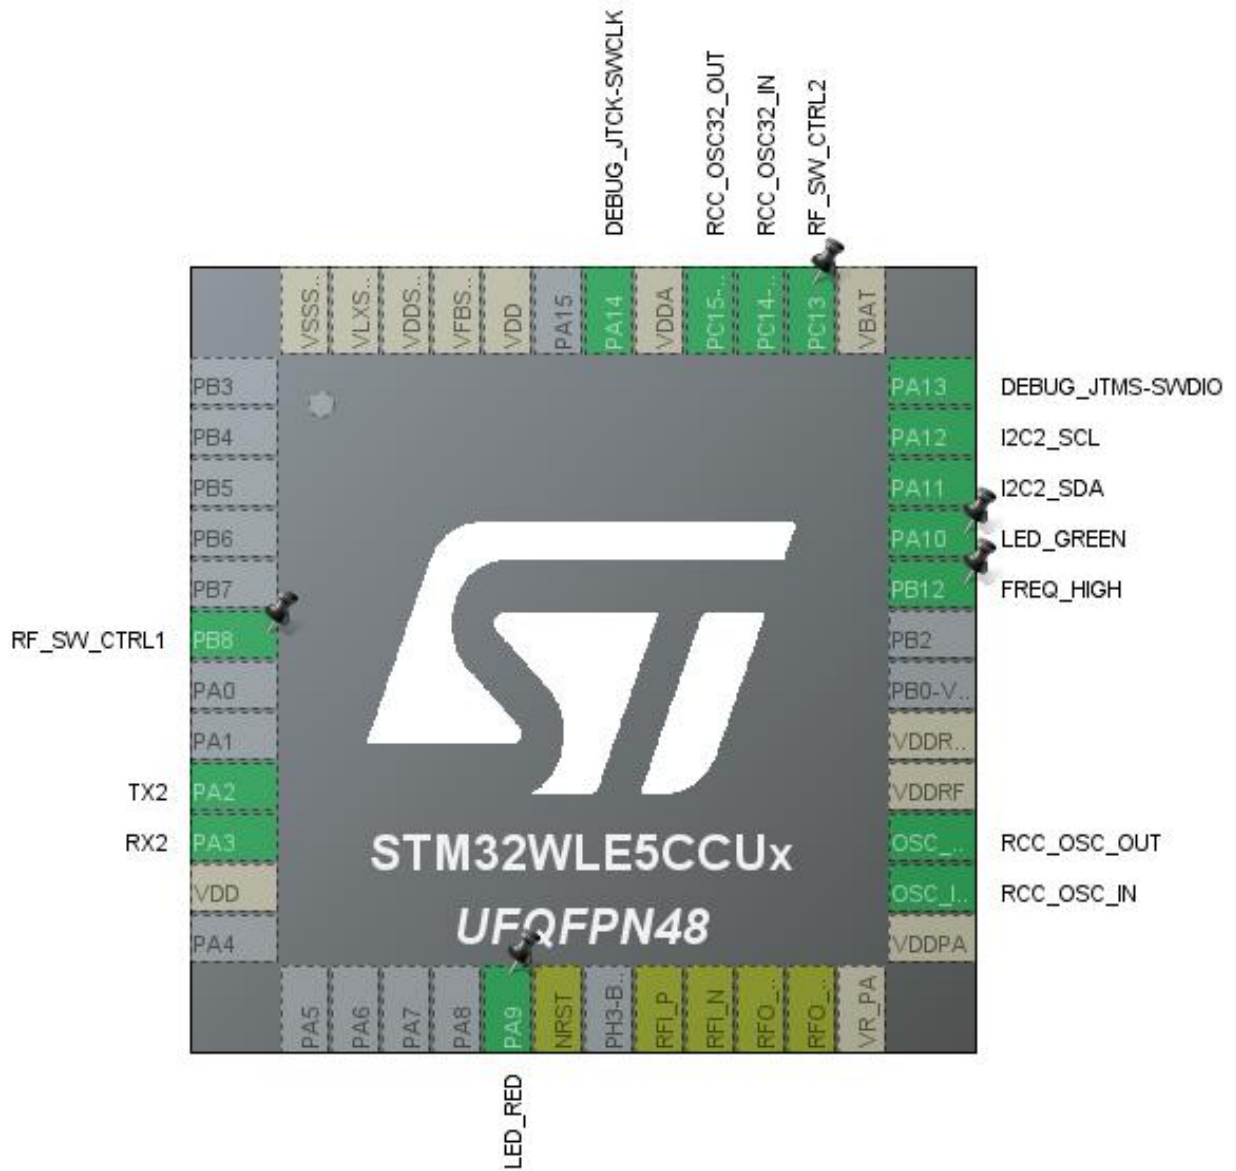 DEBUG_JTCK-SWCLK
RCC_OSC32_OUT
RCC_OSC32_IN
RF_SW_CTRL2
VSSS..
VLXS..
VDDS..
VFBS..
VDD
PA15
PA14
VDDA
PC15-..
PC14-..
PC13
VBAT
PB3
PB4
PB5
PB6
PB7
RF_SW_CTRL1 PB8
PA0
PA1
TX2 PA2
RX2 PA3
VDD
PA4
PA13 DEBUG_JTMS-SWDIO
PA12 I2C2_SCL
PA11 I2C2_SDA
PA10 LED_GREEN
PB12 FREQ_HIGH
PB2
PB0-V..
VDDR..
VDDRF
OSC_.. RCC_OSC_OUT
OSC_I.. RCC_OSC_IN
VDDPA
ST
STM32WLE5CCUx
UFQFPN48
PA5
PA6
PA7
PA8
PA9
NRST
PH3-B..
RFI_P
RFI_N
RFO_..
RFO_..
VR_PA
LED_RED